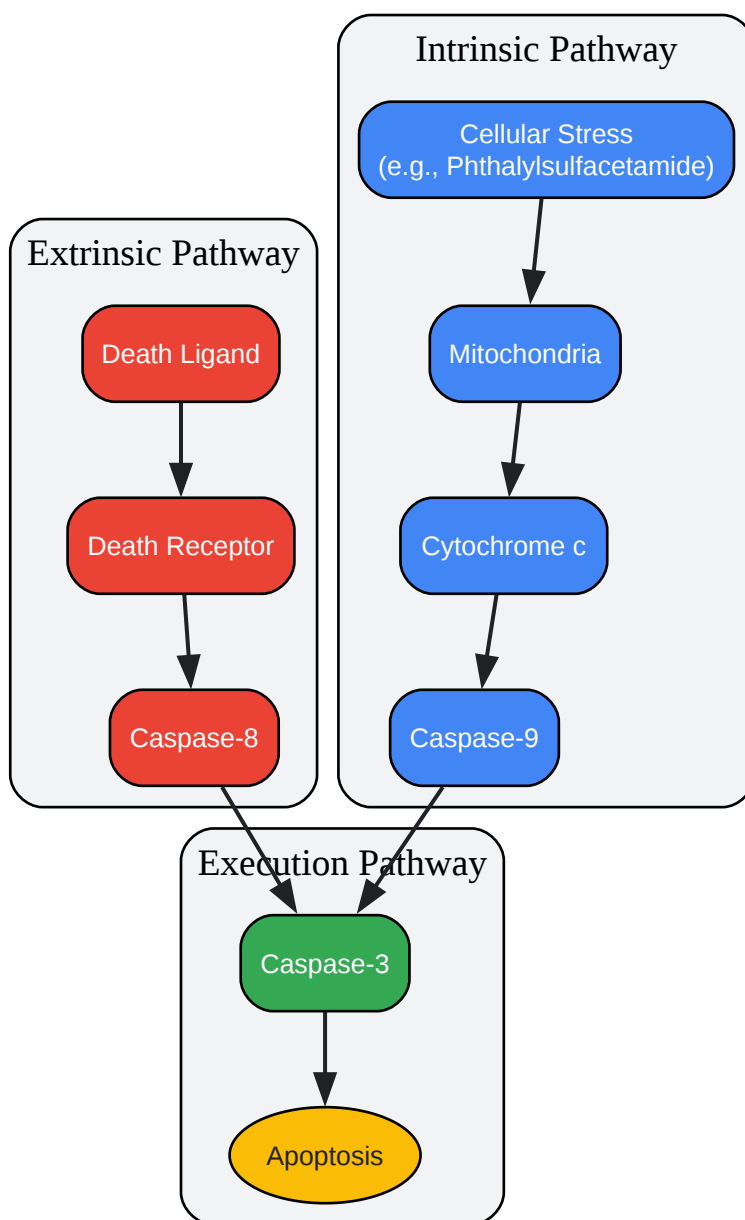 Intrinsic Pathway
Cellular Stress
(e.g., Phthalylsulfacetamide)
Mitochondria
Cytochrome c
Caspase-9
Extrinsic Pathway
Death Ligand
Death Receptor
Caspase-8
Execution Pathway
Caspase-3
Apoptosis